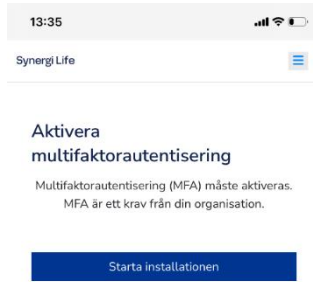 13:35
Synergi Life
Aktivera
multifaktorautentisering
Multifaktorautentisering (MFA) måste aktiveras.
MFA är ett krav från din organisation.
Starta installationen